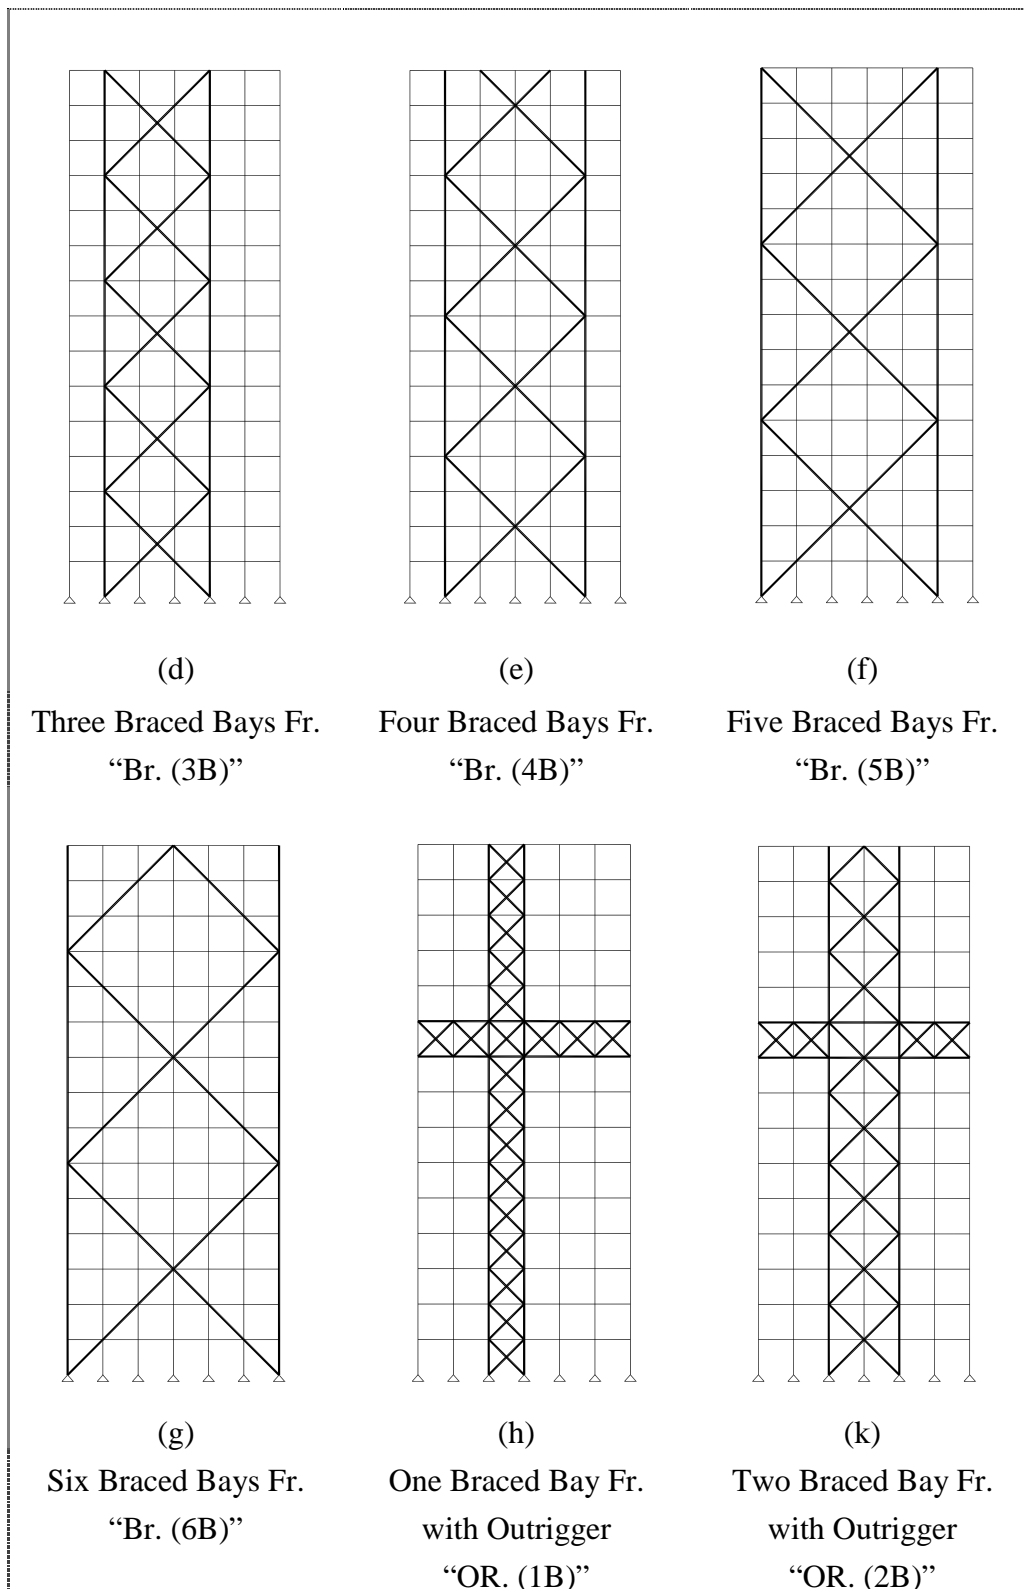 (d)
Three Braced Bays Fr.
“Br. (3B)”
(e)
Four Braced Bays Fr.
“Br. (4B)”
(f)
Five Braced Bays Fr.
“Br. (5B)”
(g)
Six Braced Bays Fr.
“Br. (6B)”
(h)
One Braced Bay Fr.
with Outrigger
“OR. (1B)”
(k)
Two Braced Bay Fr.
with Outrigger
“OR. (2B)”